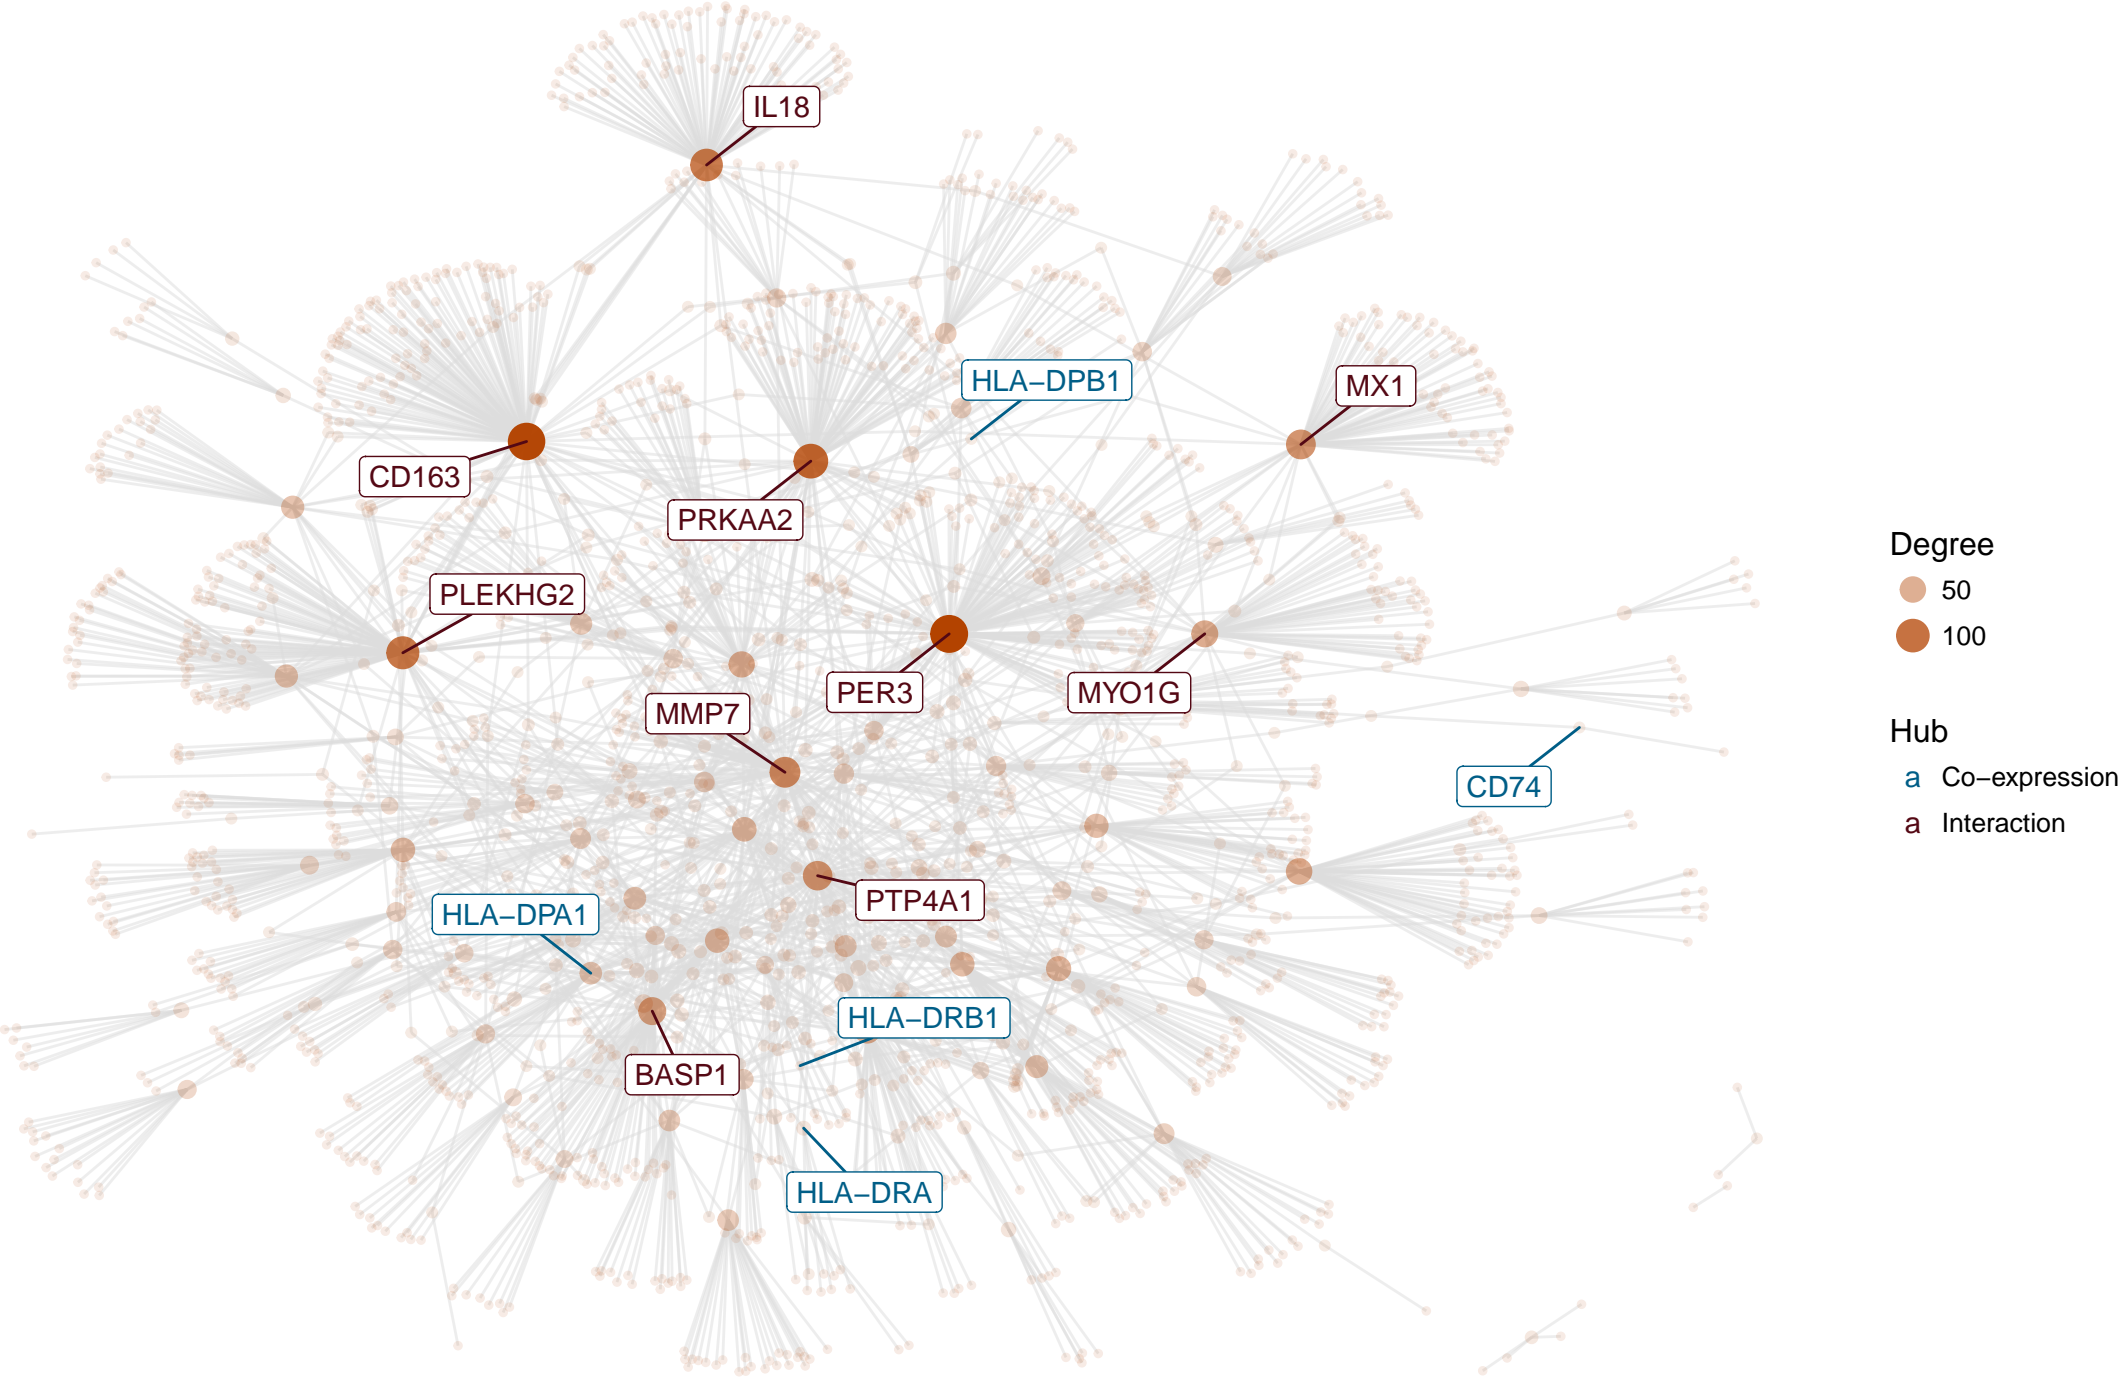 IL18
HLA−DPB1
MX1
CD163
PRKAA2
Degree
50
100
PLEKHG2
PER3
MYO1G
MMP7
Hub
a Co−expression
a Interaction
CD74
PTP4A1
HLA−DPA1
HLA−DRB1
BASP1
HLA−DRA